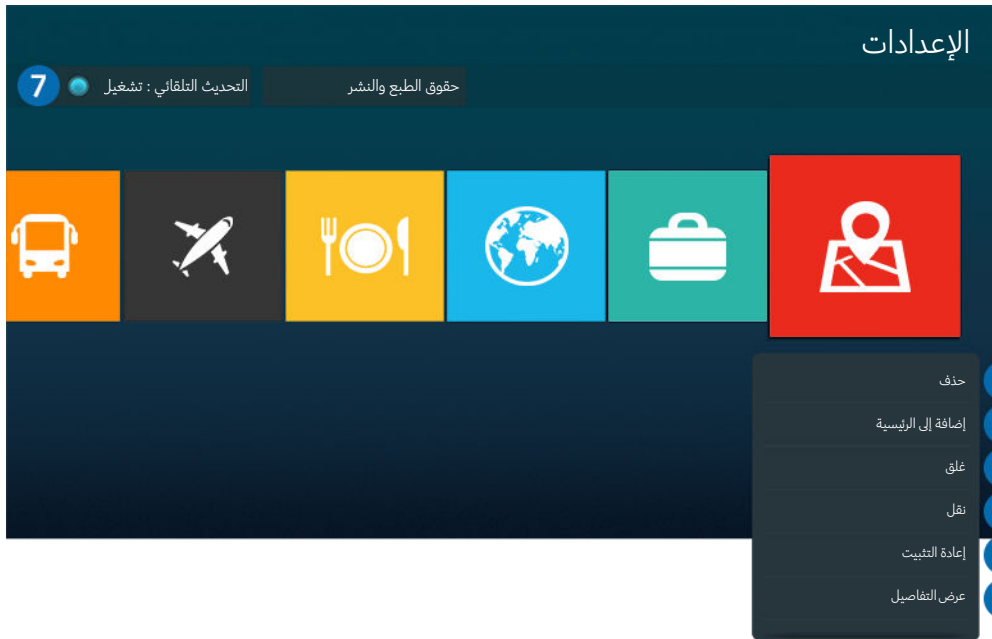 الإعدادات
حقوق الطبع والنشر
التحديث التلقائي : تشغيل
7
حذف
إضافة إلى الرئيسية
غلق
نقل
إعادة التثبيت
عرض التفاصيل